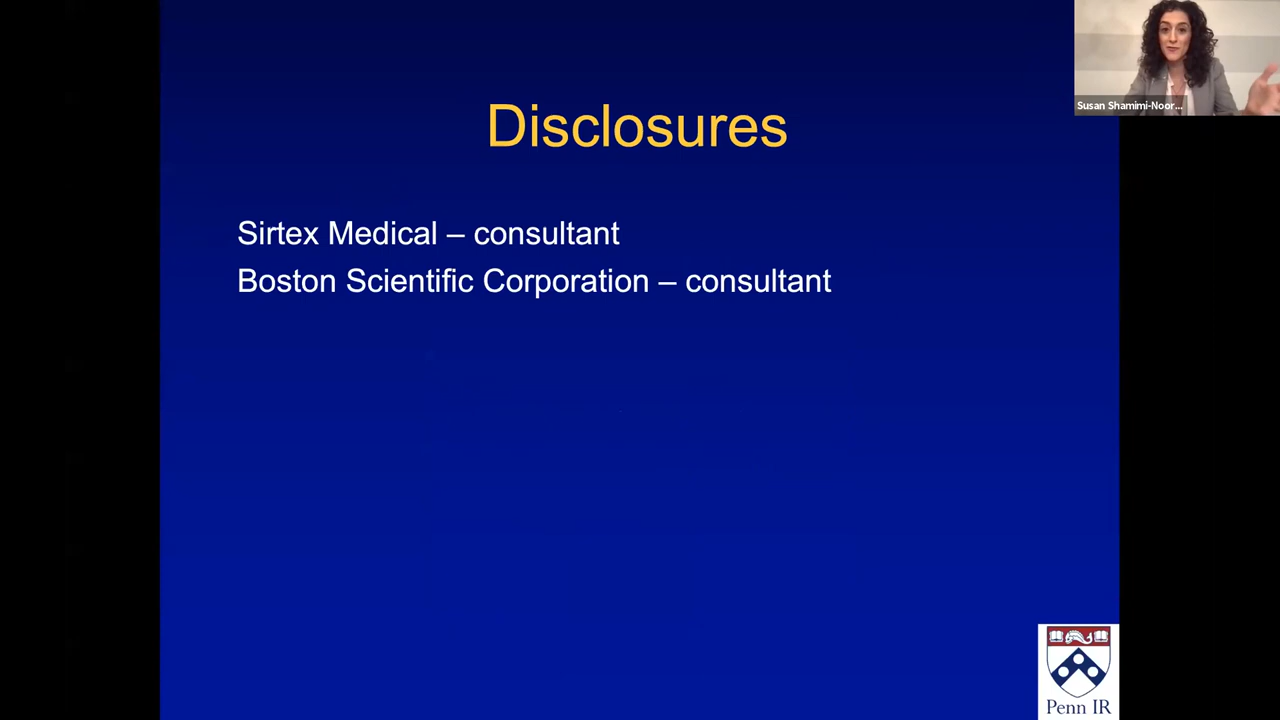 Susan Shamimi-Noor...
Disclosures
Sirtex Medical – consultant
Boston Scientific Corporation – consultant
Penn IR